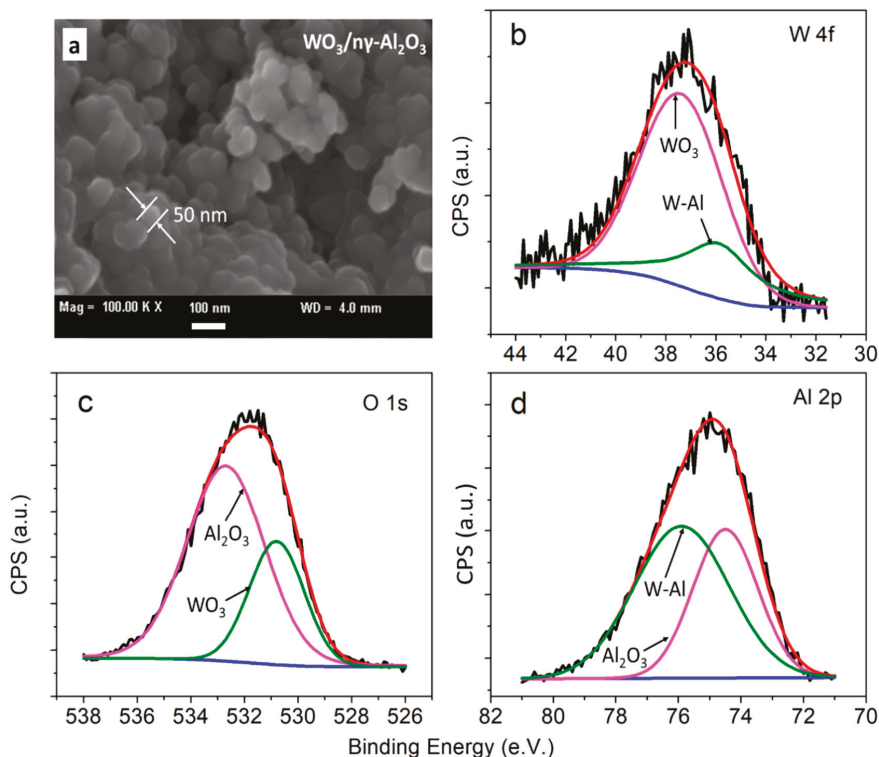 a
WO₃/nγ-Al₂O₃
50 nm
Mag = 100.00 K X
100 nm
WD = 4.0 mm
b
W 4f
WO₃
W-Al
CPS (a.u.)
44 42 40 38 36 34 32 30
c
O 1s
Al₂O₃
WO₃
CPS (a.u.)
538 536 534 532 530 528 526
d
Al 2p
W-Al
Al₂O₃
CPS (a.u.)
82 80 78 76 74 72 70
Binding Energy (e.V.)